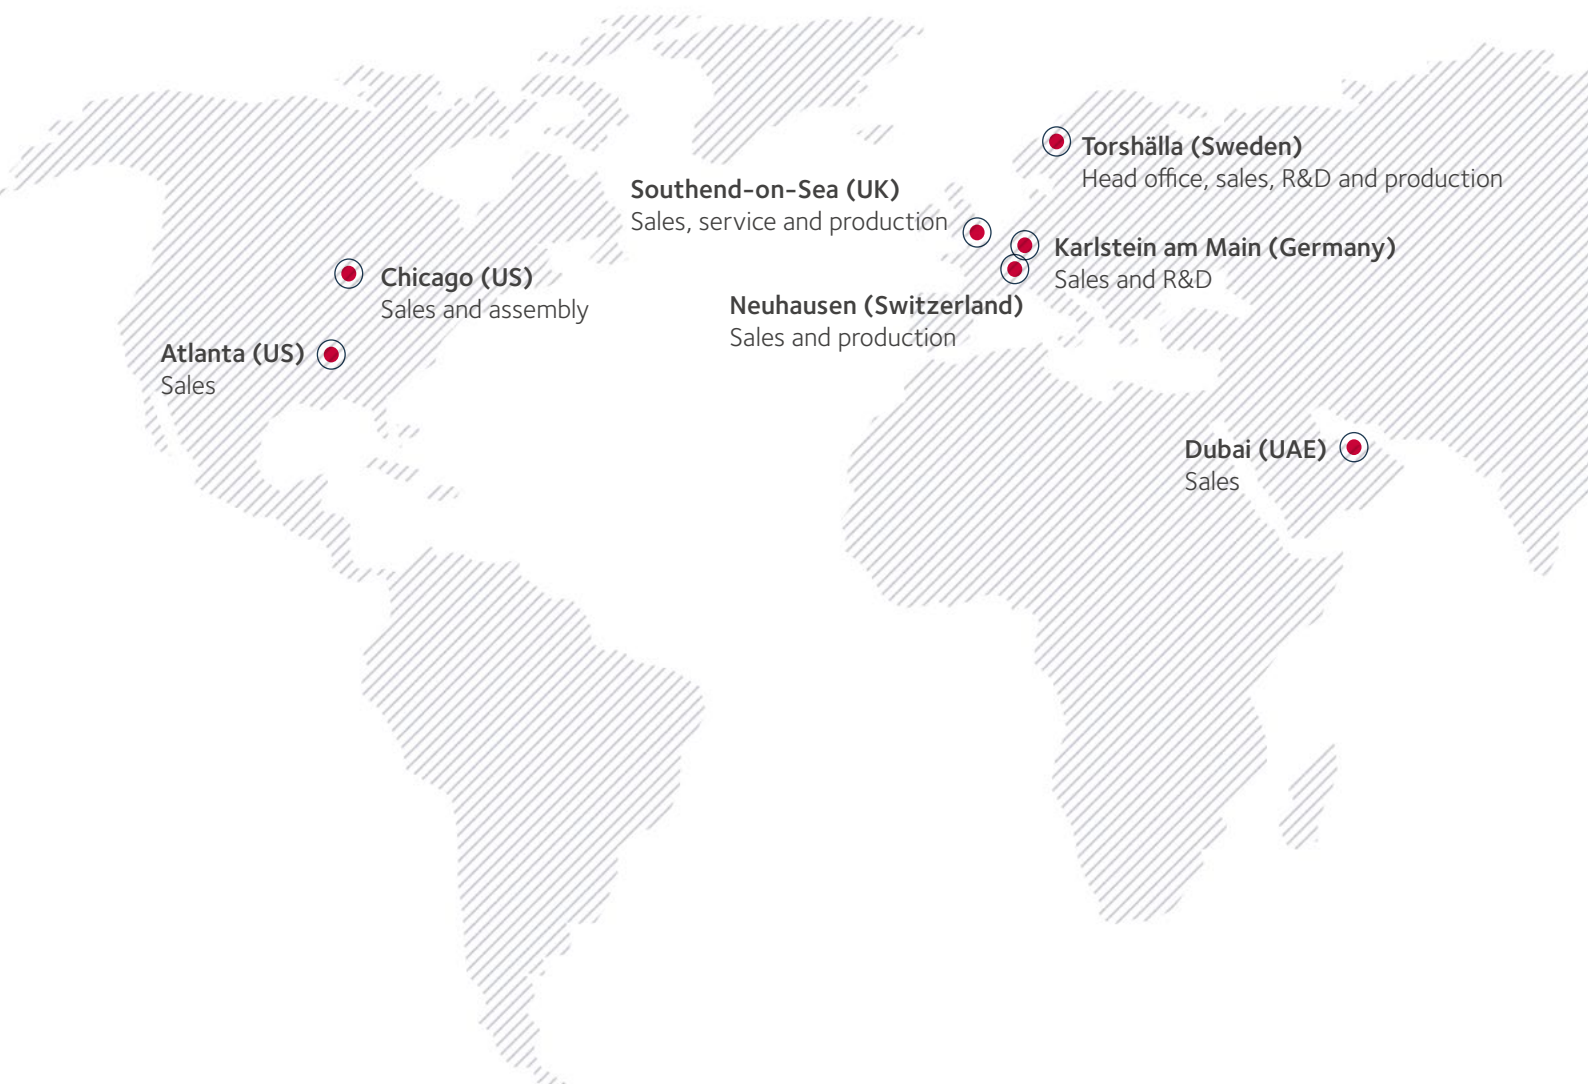 Torshälla (Sweden)
Head office, sales, R&D and production
Southend-on-Sea (UK)
Sales, service and production
Karlstein am Main (Germany)
Sales and R&D
Chicago (US)
Sales and assembly
Neuhausen (Switzerland)
Sales and production
Atlanta (US)
Sales
Dubai (UAE)
Sales